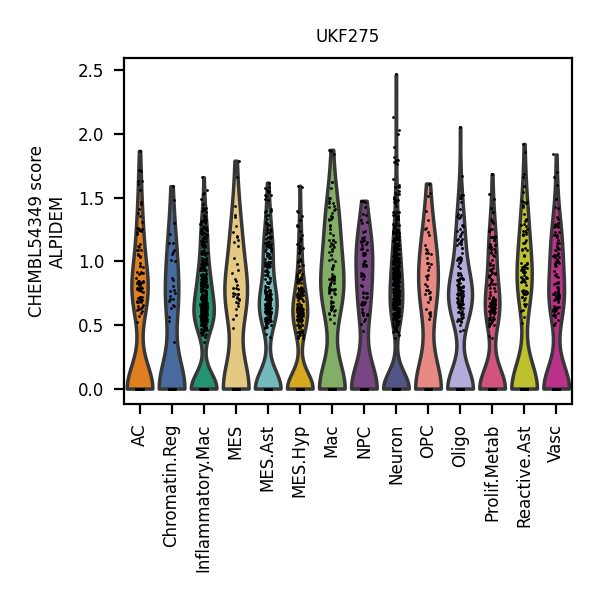 UKF275
CHEMBL54349 score
ALPIDEM
2.5
2.0
1.5
1.0
0.5
0.0
AC
Chromatin.Reg
Inflammatory.Mac
MES
MES.Ast
MES.Hyp
Mac
NPC
Neuron
OPC
Oligo
Prolif.Metab
Reactive.Ast
Vasc